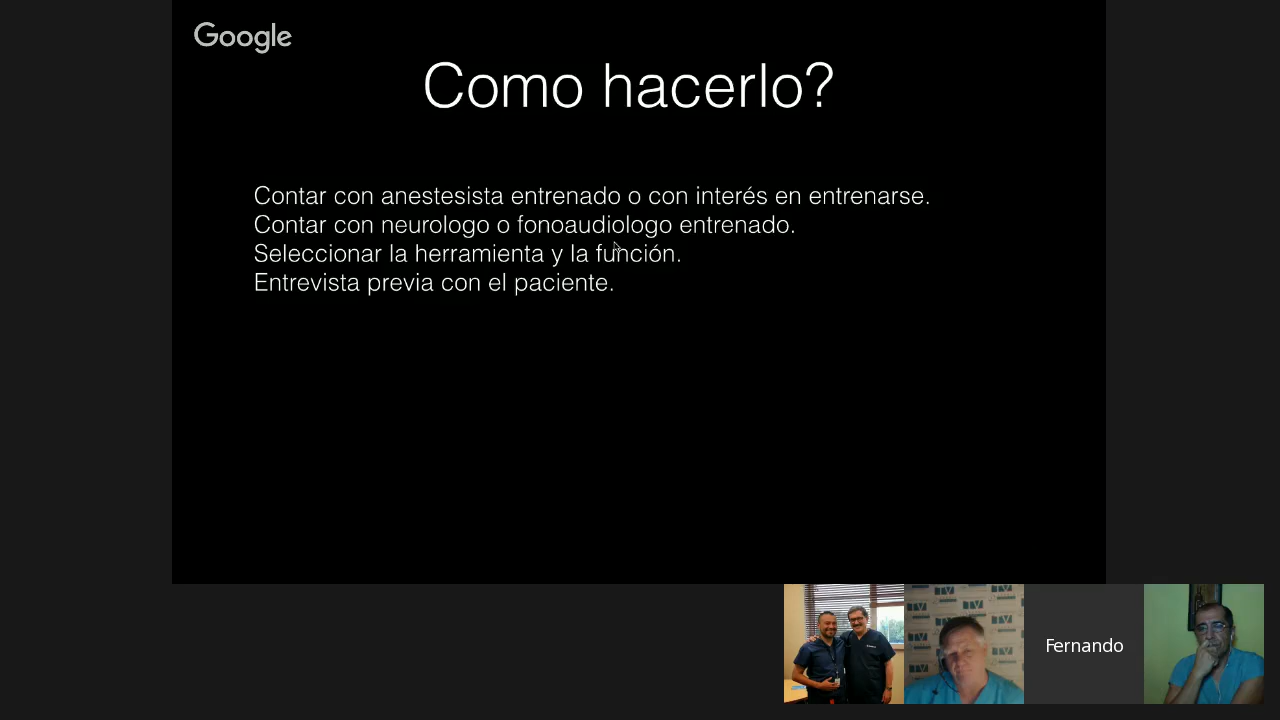 Google
Como hacerlo?
Contar con anestesista entrenado o con interés en entrenarse.
Contar con neurologo o fonoaudiologo entrenado.
Seleccionar la herramienta y la función.
Entrevista previa con el paciente.
Fernando